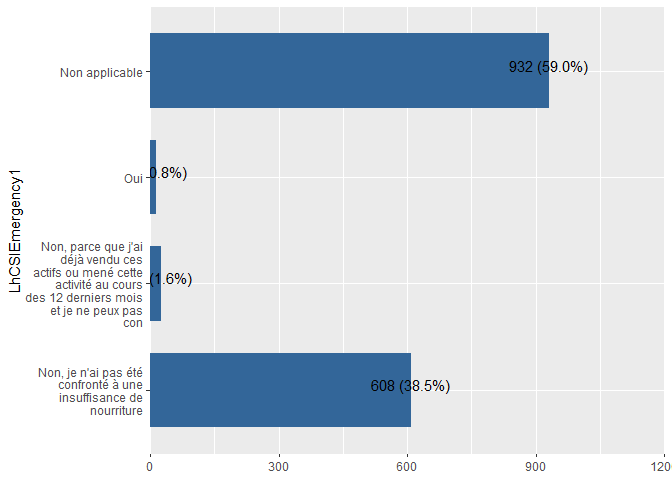 LhCSIEmergency1
Non applicable
932 (59.0%)
Oui
0.8%)
Non, parce que j'ai
déjà vendu ces
actifs ou mené cette
activité au cours
des 12 derniers mois
et je ne peux pas
con
(1.6%)
Non, je n'ai pas été
confronté à une
insuffisance de
nourriture
608 (38.5%)
0 300 600 900 120